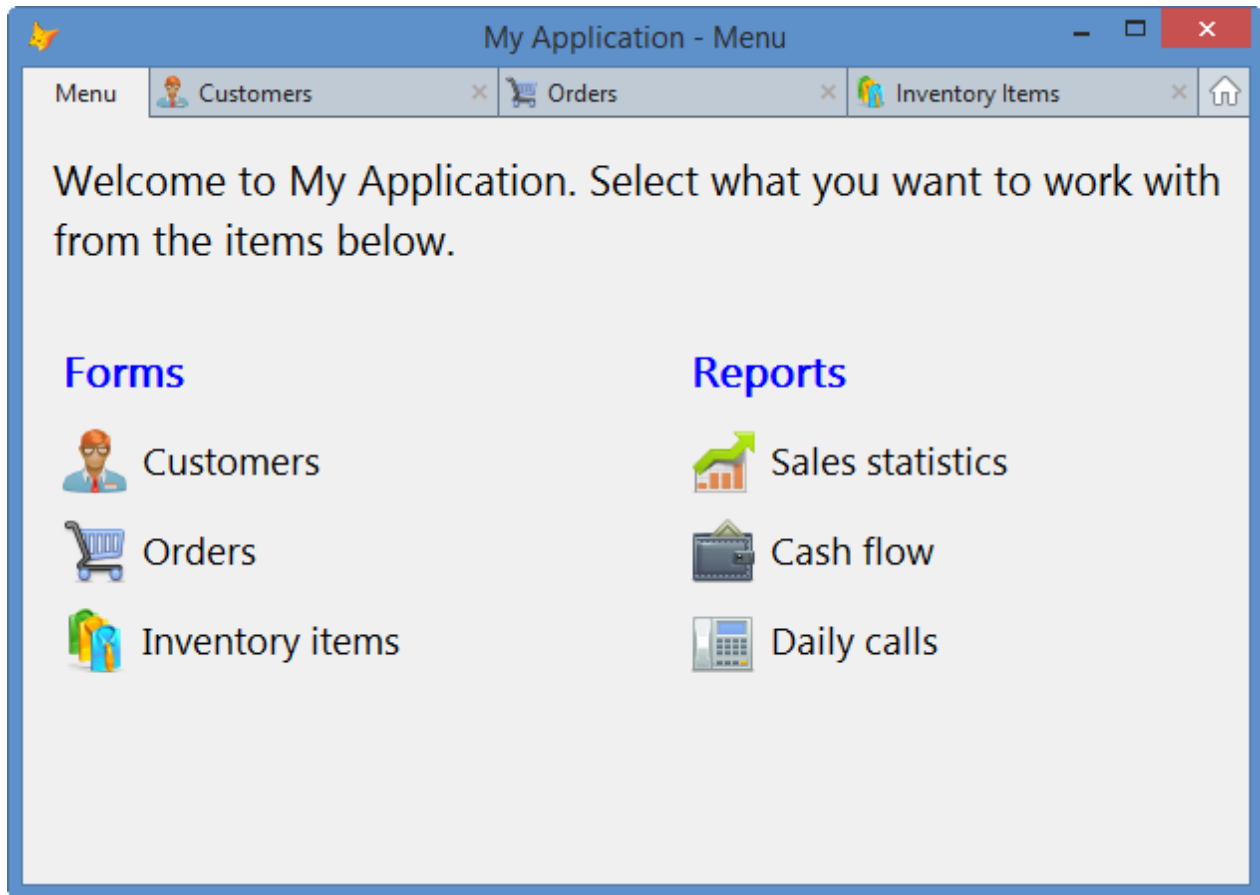 My Application - Menu
Menu
Customers
Orders
Inventory Items
Welcome to My Application. Select what you want to work with
from the items below.
Forms
Customers
Orders
Inventory items
Reports
Sales statistics
Cash flow
Daily calls